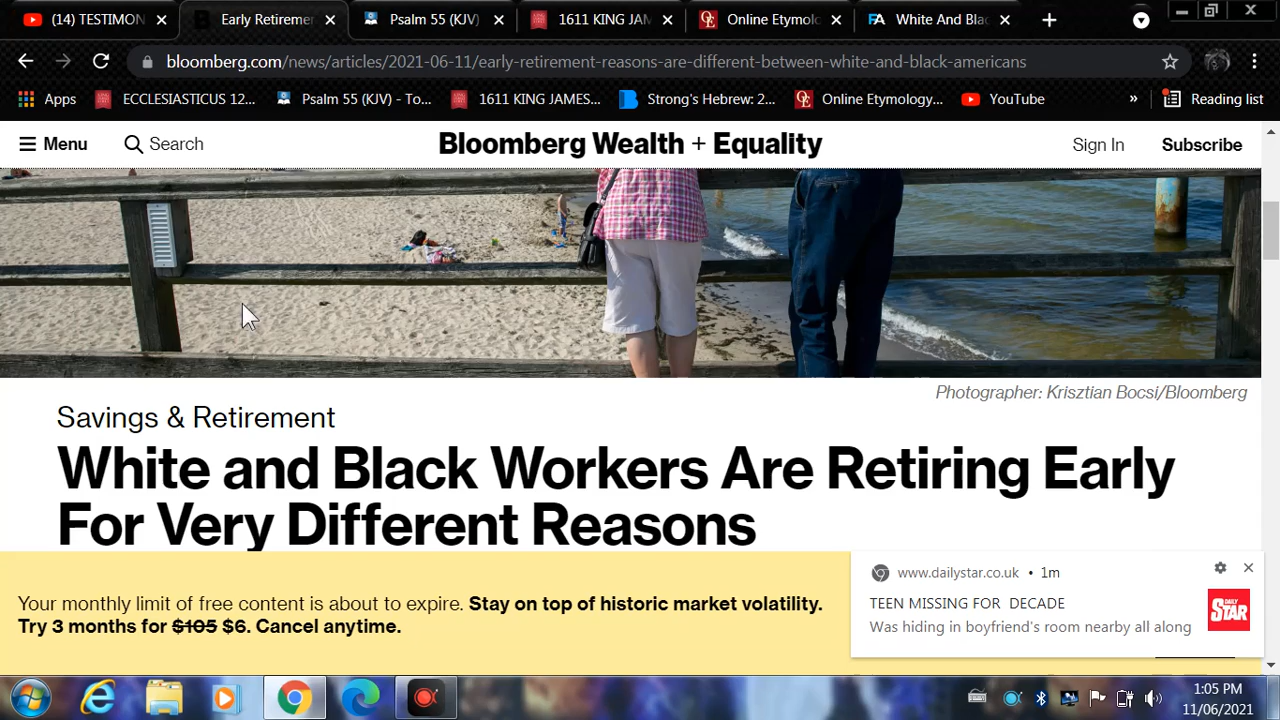 (14) TESTIMON
Early Retiremer
Psalm 55 (KJV)
1611 KING JAM
Online Etymolo
White And Blac
bloomberg.com/news/articles/2021-06-11/early-retirement-reasons-are-different-between-white-and-black-americans
Apps
ECCLESIASTICUS 12...
Psalm 55 (KJV) - To...
1611 KING JAMES...
Strong's Hebrew: 2...
Online Etymology...
YouTube
»
Reading list
Menu
Search
Bloomberg Wealth + Equality
Sign In
Subscribe
Photographer: Krisztian Bocsi/Bloomberg
Savings & Retirement
White and Black Workers Are Retiring Early
For Very Different Reasons
Your monthly limit of free content is about to expire. Stay on top of historic market volatility.
Try 3 months for $105 $6. Cancel anytime.
www.dailystar.co.uk • 1m
TEEN MISSING FOR DECADE
Was hiding in boyfriend's room nearby all along
DAILY
STAR
1:05 PM
11/06/2021